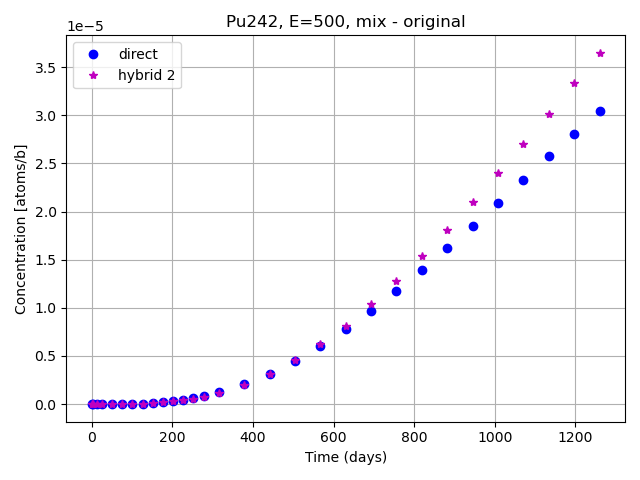 Pu242, E=500, mix - original
1e−5
direct
hybrid 2
3.5
3.0
2.5
2.0
1.5
1.0
0.5
0.0
Concentration [atoms/b]
0
200
400
600
800
1000
1200
Time (days)